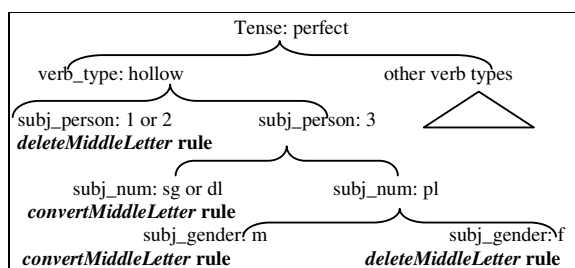 Tense: perfect
verb_type: hollow other verb types
subj_person: 1 or 2 subj_person: 3
deleteMiddleLetter rule
subj_num: sg or dl subj_num: pl
convertMiddleLetter rule
subj_gender: m subj_gender: f
convertMiddleLetter rule deleteMiddleLetter rule